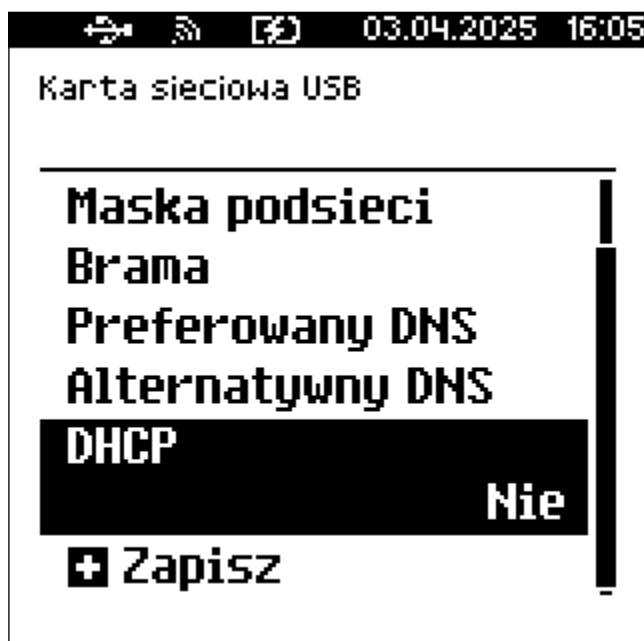 03.04.2025 16:05
Karta sieciowa USB
Maska podsieci
Brama
Preferowany DNS
Alternatywny DNS
DHCP
Nie
Zapisz